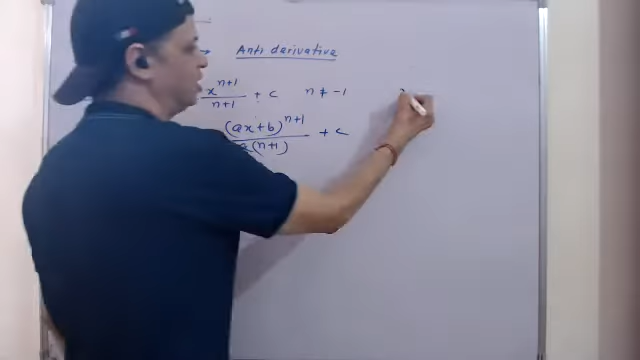 → Anti derivative
x^{n+1}/(n+1) + c n ≠ -1
(ax+b)^{n+1}/a(n+1) + c